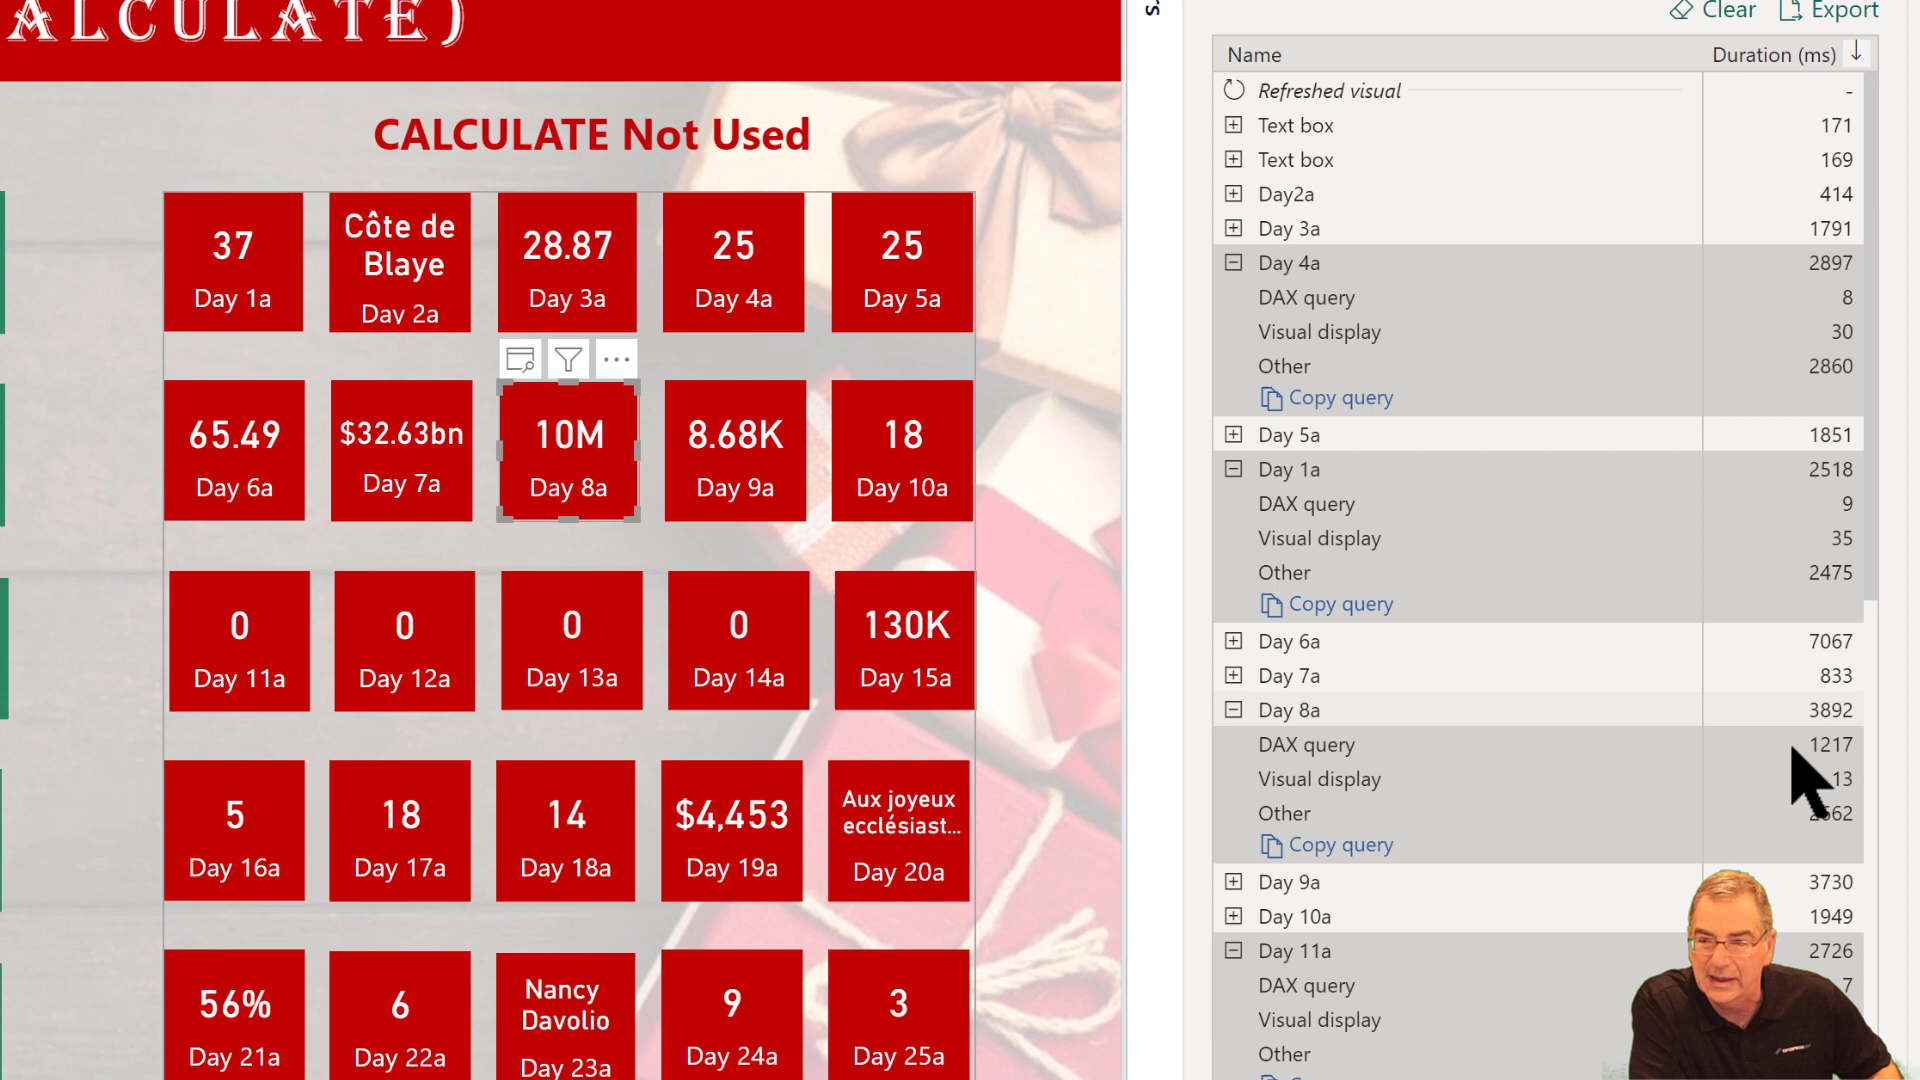 ALCULATE)
CALCULATE Not Used
37
Day 1a
Côte de
Blaye
Day 2a
28.87
Day 3a
25
Day 4a
25
Day 5a
65.49
Day 6a
$32.63bn
Day 7a
10M
Day 8a
8.68K
Day 9a
18
Day 10a
0
Day 11a
0
Day 12a
0
Day 13a
0
Day 14a
130K
Day 15a
5
Day 16a
18
Day 17a
14
Day 18a
$4,453
Day 19a
Aux joyeux
ecclésiast...
Day 20a
56%
Day 21a
6
Day 22a
Nancy
Davolio
Day 23a
9
Day 24a
3
Day 25a
Clear Export
Name Duration (ms)
Refreshed visual -
Text box 171
Text box 169
Day2a 414
Day 3a 1791
Day 4a 2897
DAX query 8
Visual display 30
Other 2860
Copy query
Day 5a 1851
Day 1a 2518
DAX query 9
Visual display 35
Other 2475
Copy query
Day 6a 7067
Day 7a 833
Day 8a 3892
DAX query 1217
Visual display 13
Other
Copy query
Day 9a 3730
Day 10a 1949
Day 11a 2726
DAX query 7
Visual display
Other